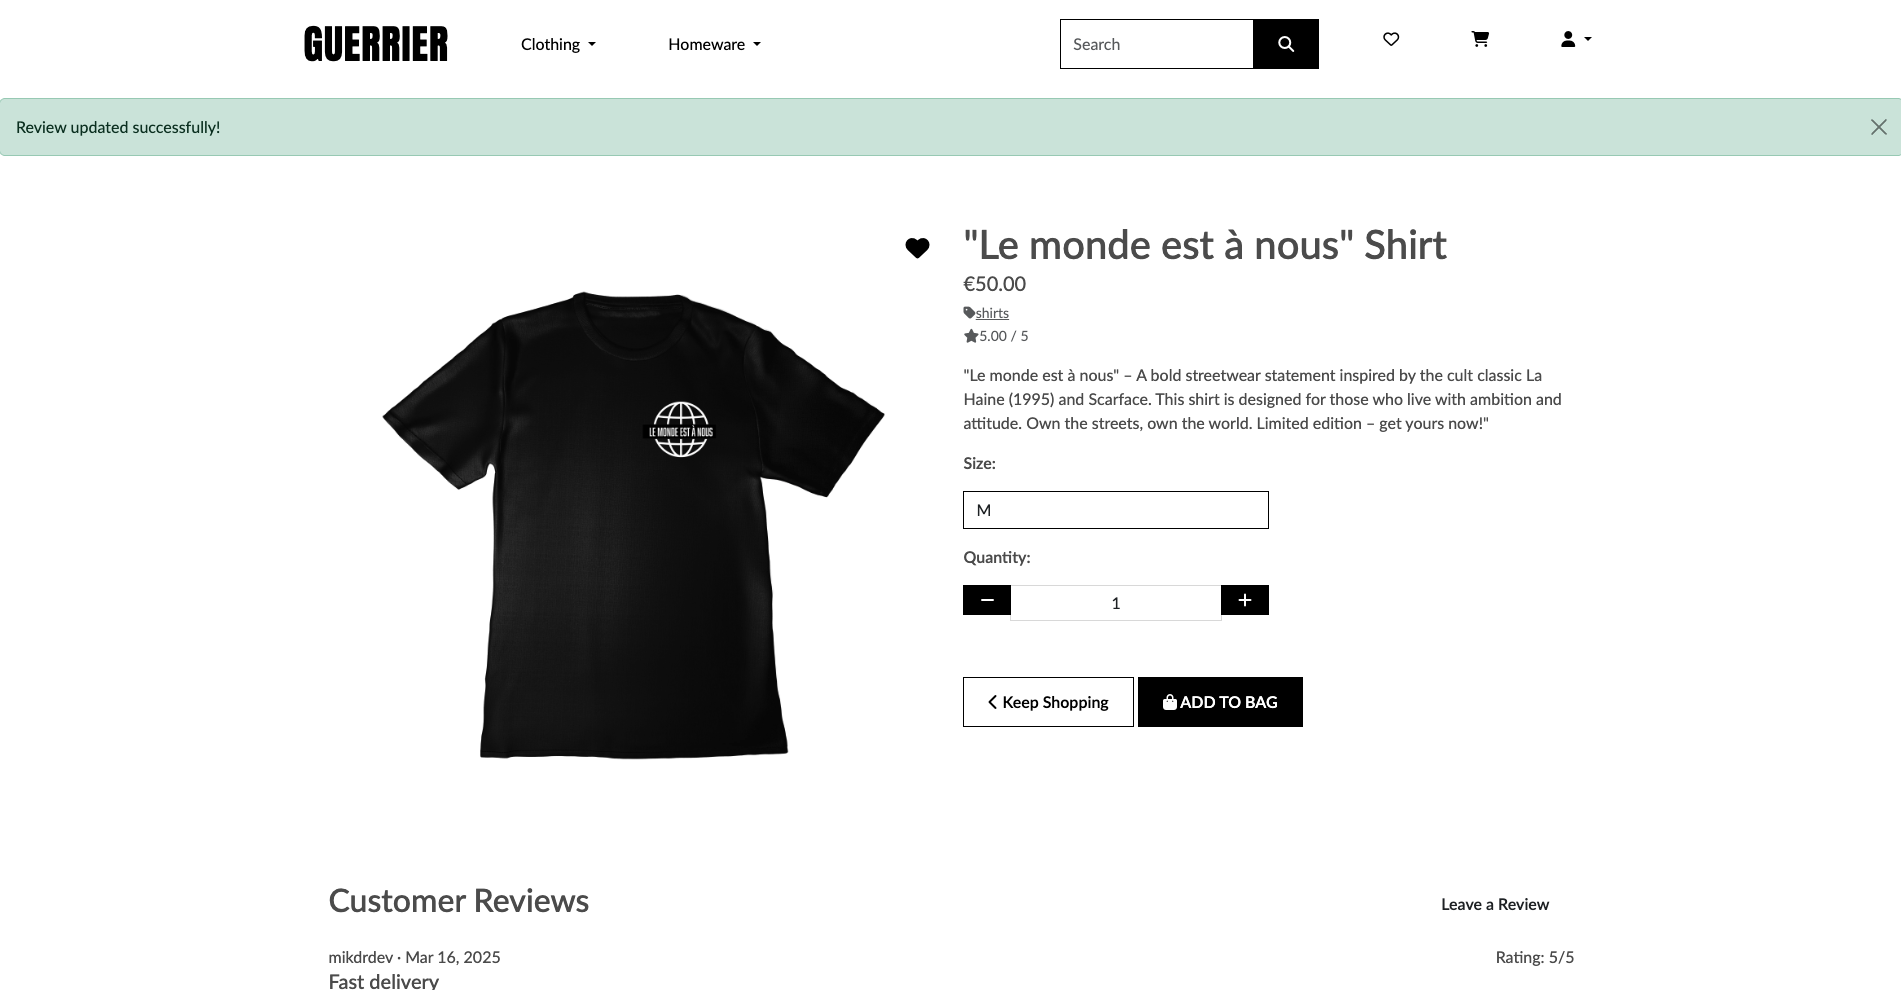 GUERRIER
Clothing
Homeware
Search
Review updated successfully!
"Le monde est à nous" Shirt
€50.00
shirts
5.00 / 5
"Le monde est à nous" – A bold streetwear statement inspired by the cult classic La
Haine (1995) and Scarface. This shirt is designed for those who live with ambition and
attitude. Own the streets, own the world. Limited edition – get yours now!"
Size:
M
Quantity:
1
Keep Shopping
ADD TO BAG
LE MONDE EST À NOUS
Customer Reviews
Leave a Review
mikdrdev · Mar 16, 2025
Rating: 5/5
Fast delivery